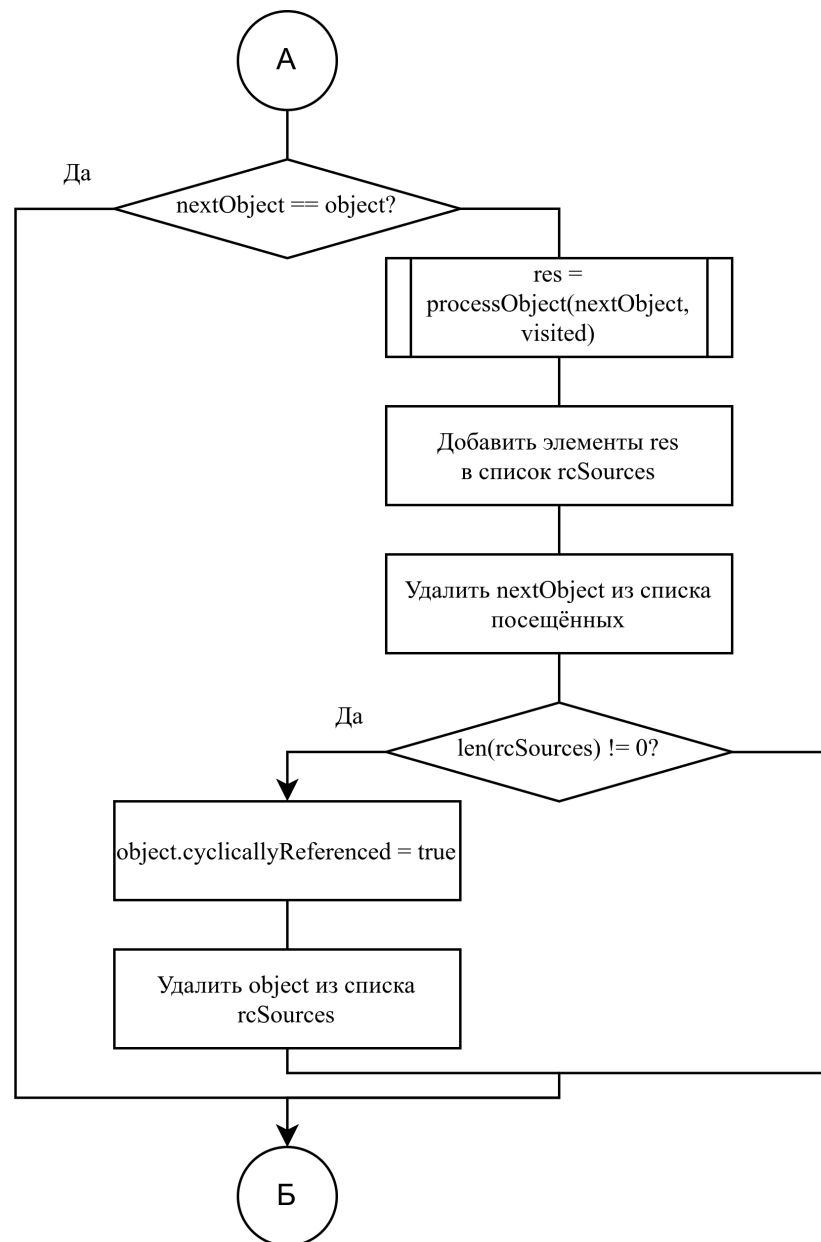 А
Да
nextObject == object?
res =
processObject(nextObject,
visited)
Добавить элементы res
в список rcSources
Удалить nextObject из списка
посещённых
Да
len(rcSources) != 0?
object.cyclicallyReferenced = true
Удалить object из списка
rcSources
Б